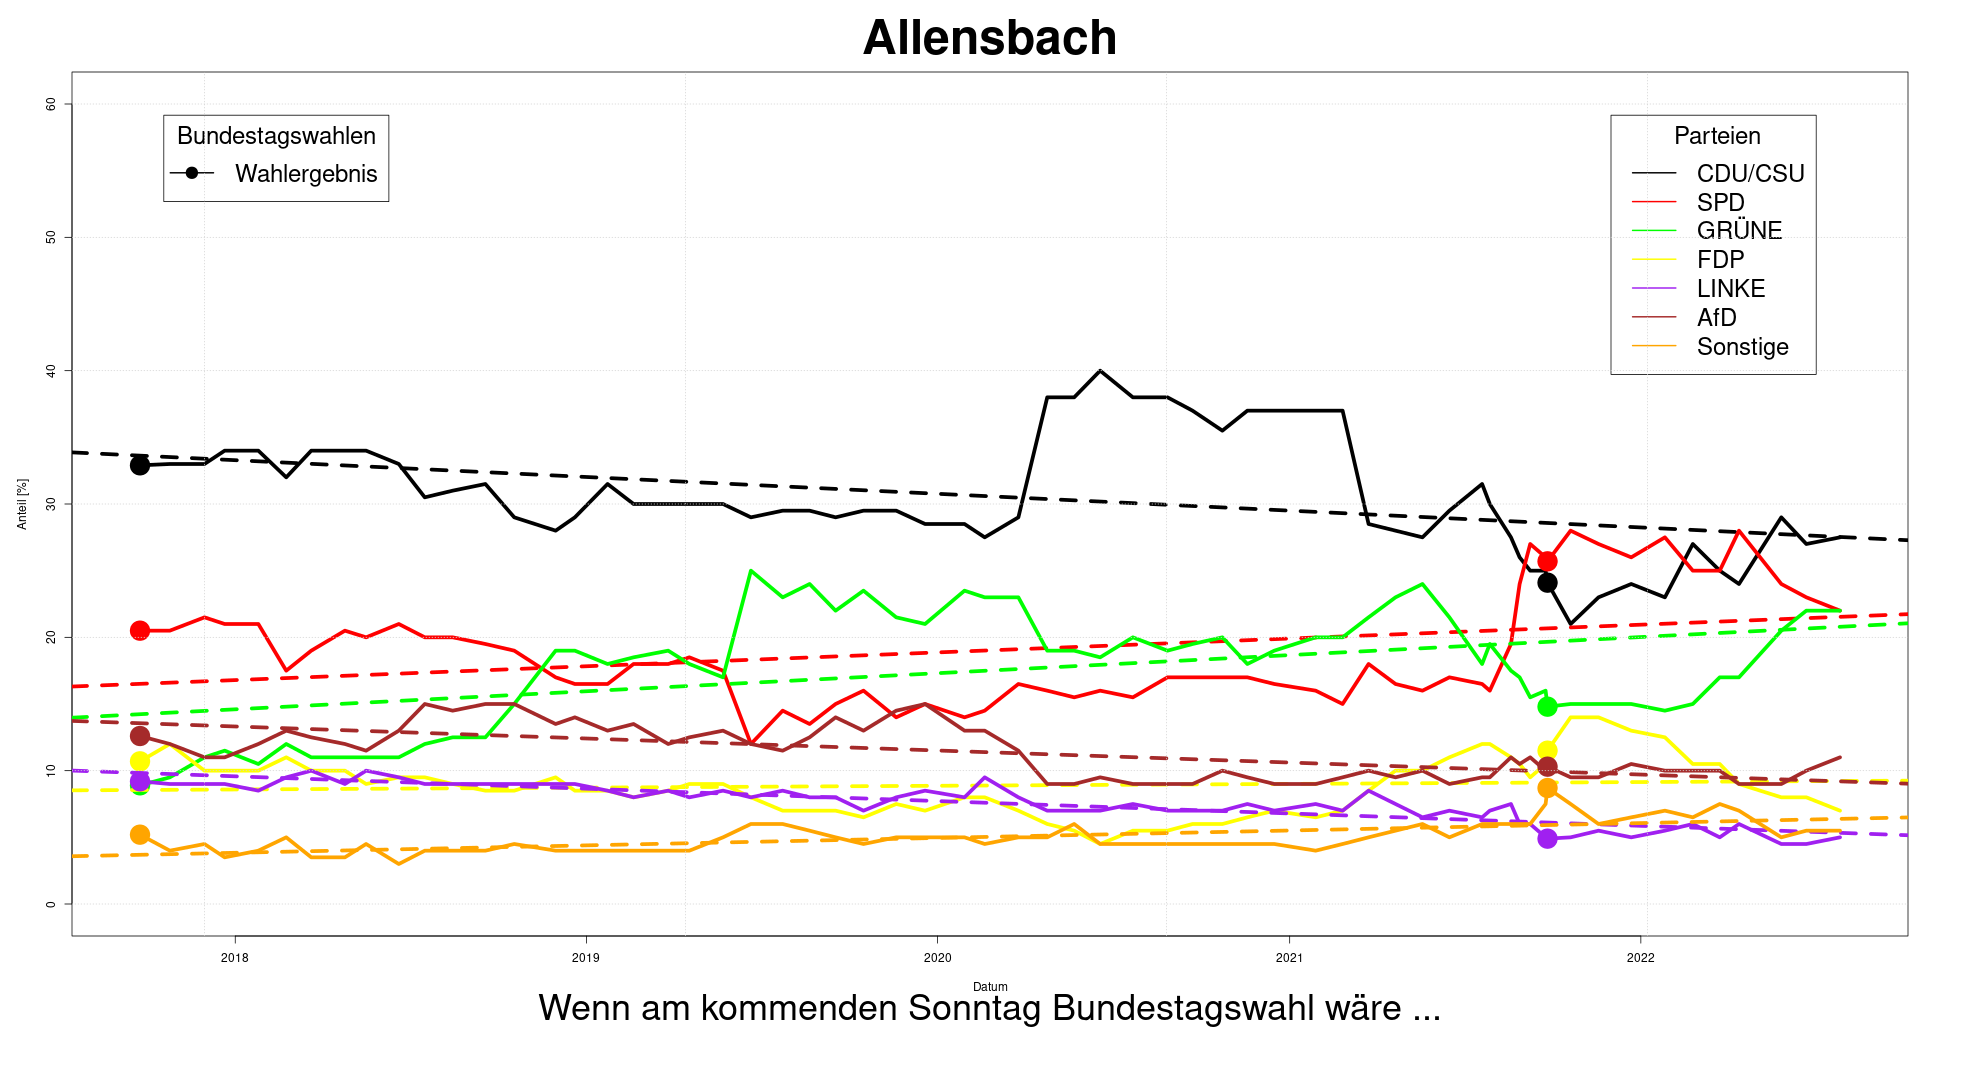 Allensbach
60
50
40
30
20
10
0
Anteil [%]
Bundestagswahlen
Wahlergebnis
Parteien
CDU/CSU
SPD
GRÜNE
FDP
LINKE
AfD
Sonstige
2018 2019 2020 2021 2022
Datum
Wenn am kommenden Sonntag Bundestagswahl wäre ...